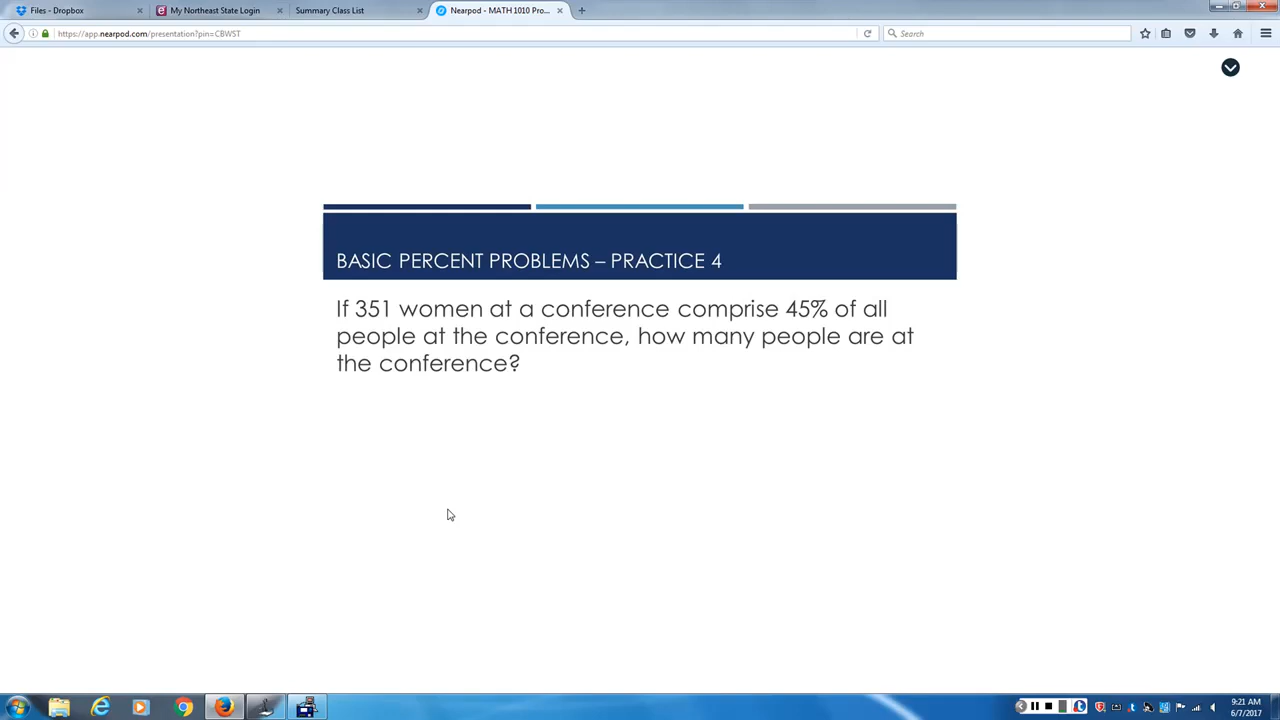 Files - Dropbox
My Northeast State Login
Summary Class List
Nearpod - MATH 1010 Pro...
https://app.nearpod.com/presentation?pin=CBWST
Search
BASIC PERCENT PROBLEMS – PRACTICE 4
If 351 women at a conference comprise 45% of all
people at the conference, how many people are at
the conference?
9:21 AM
6/7/2017